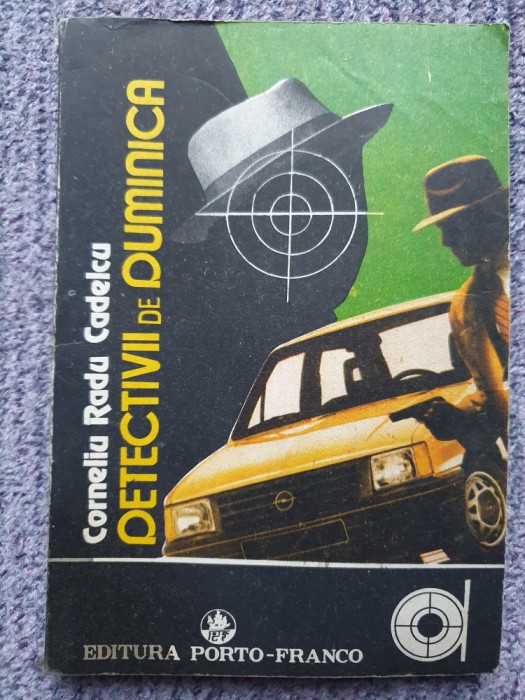 Corneliu Radu Cadelcu
DETECTIVII DE DUMINICA
EDITURA PORTO-FRANCO